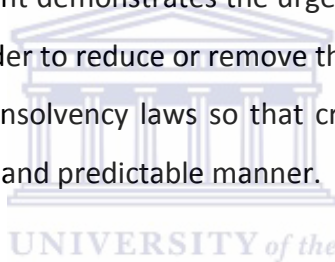 nt demonstrates the urge
der to reduce or remove th
nsolvency laws so that cr
and predictable manner.
UNIVERSITY of the